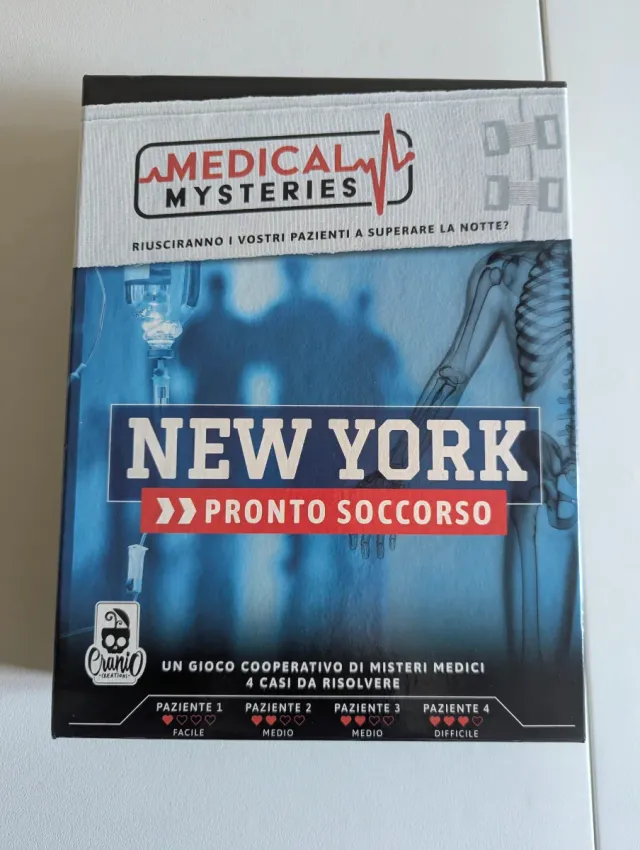 MEDICAL
MYSTERIES
RIUSCIRANNO I VOSTRI PAZIENTI A SUPERARE LA NOTTE?
NEW YORK
PRONTO SOCCORSO
Cranio
CREATIONS
UN GIOCO COOPERATIVO DI MISTERI MEDICI
4 CASI DA RISOLVERE
PAZIENTE 1 PAZIENTE 2 PAZIENTE 3 PAZIENTE 4
FACILE MEDIO MEDIO DIFFICILE